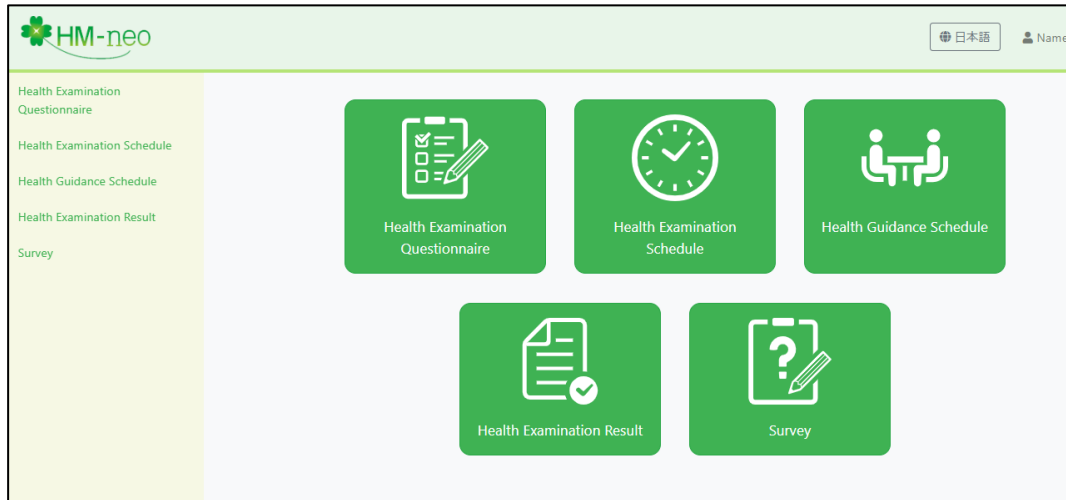 HM-neo
日本語
Name
Health Examination
Questionnaire
Health Examination Schedule
Health Guidance Schedule
Health Examination Result
Survey
Health Examination
Questionnaire
Health Examination
Schedule
Health Guidance Schedule
Health Examination Result
?
Survey